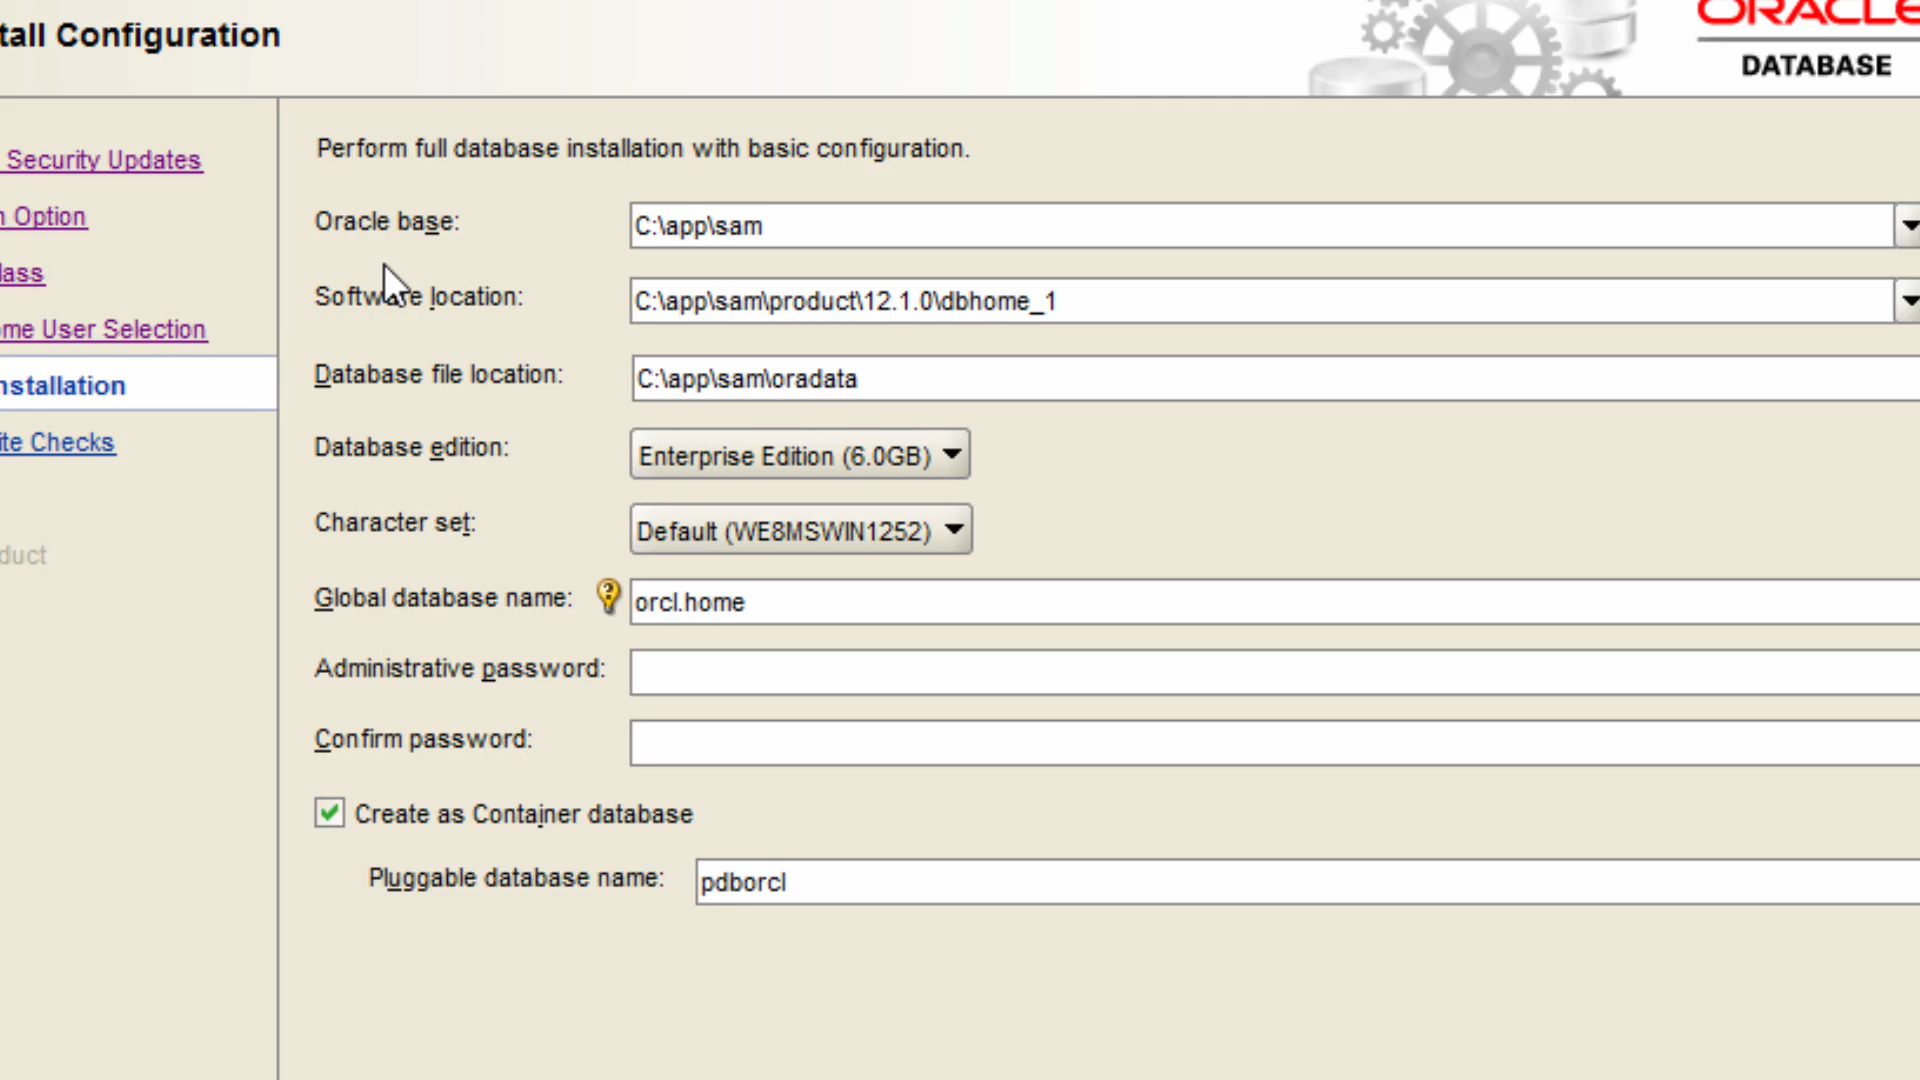 tall Configuration
ORACLE
DATABASE
Security Updates
n Option
lass
ome User Selection
nstallation
ite Checks
duct
Perform full database installation with basic configuration.
Oracle base: C:\app\sam
Software location: C:\app\sam\product\12.1.0\dbhome_1
Database file location: C:\app\sam\oradata
Database edition: Enterprise Edition (6.0GB)
Character set: Default (WE8MSWIN1252)
Global database name: orcl.home
Administrative password:
Confirm password:
Create as Container database
Pluggable database name: pdborcl